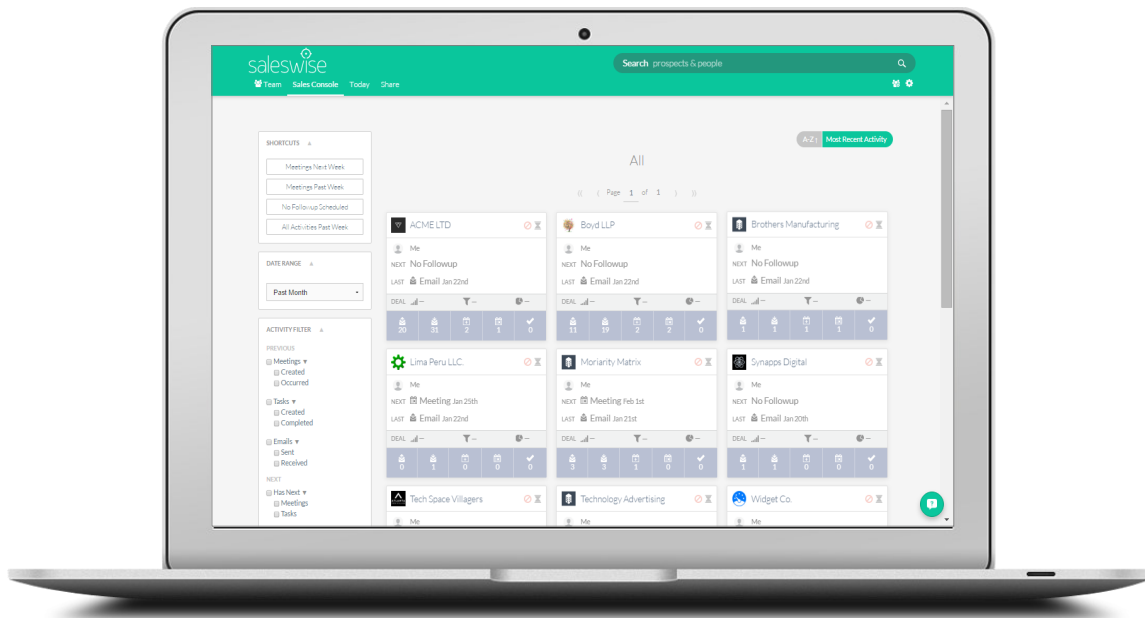 saleswise
Search prospects & people
Team Sales Console Today Share
SHORTCUTS
Meetings Next Week
Meetings Past Week
No Followup Scheduled
All Activities Past Week
DATE RANGE
Past Month
ACTIVITY FILTER
PREVIOUS
Meetings
Created
Occurred
Tasks
Created
Completed
Emails
Sent
Received
NEXT
Has Next
Meetings
Tasks
A-Z Most Recent Activity
All
Page 1 of 1
ACME LTD
Me
NEXT No Followup
LAST Email Jan 22nd
DEAL -- -- --
20 31 2 1 0
Boyd LLP
Me
NEXT No Followup
LAST Email Jan 22nd
DEAL -- -- --
11 19 2 2 0
Brothers Manufacturing
Me
NEXT No Followup
LAST Email Jan 22nd
DEAL -- -- --
1 1 1 1 0
Lima Peru LLC.
Me
NEXT Meeting Jan 25th
LAST Email Jan 22nd
DEAL -- -- --
0 1 0 0 0
Moriarity Matrix
Me
NEXT Meeting Feb 1st
LAST Email Jan 21st
DEAL -- -- --
3 3 1 0 0
Synapps Digital
Me
NEXT No Followup
LAST Email Jan 20th
DEAL -- -- --
1 1 0 0 0
Tech Space Villagers
Me
Technology Advertising
Me
Widget Co.
Me